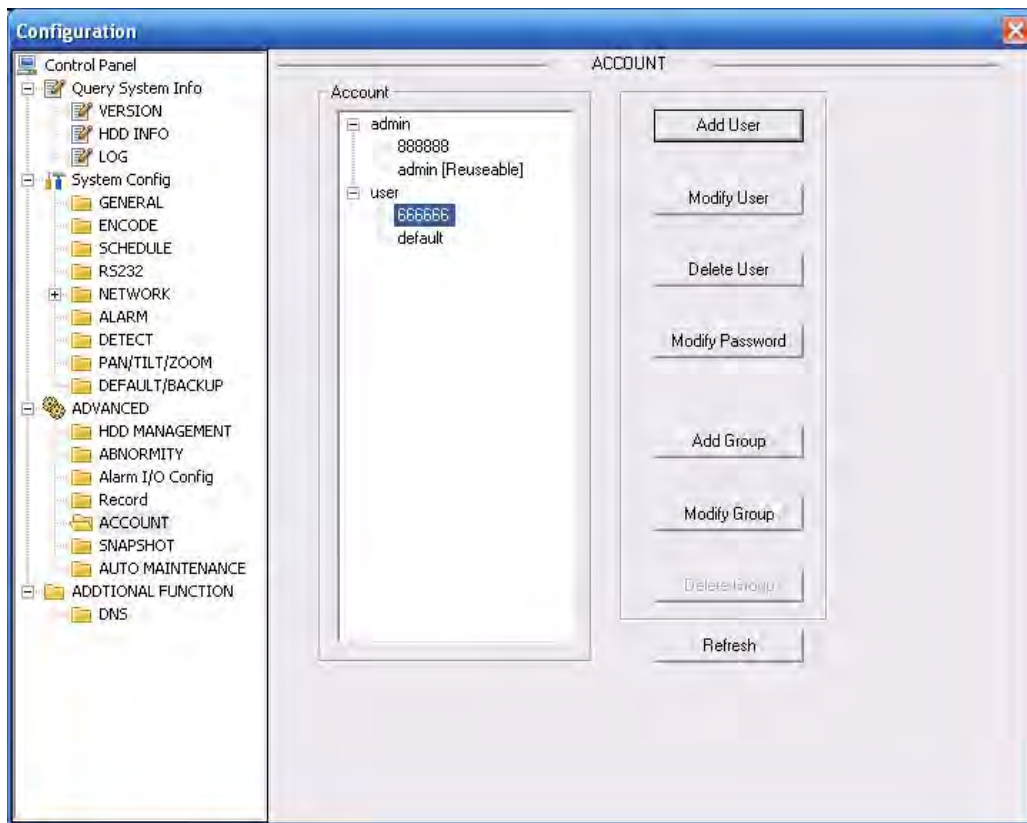 Configuration
Control Panel
Query System Info
VERSION
HDD INFO
LOG
System Config
GENERAL
ENCODE
SCHEDULE
RS232
NETWORK
ALARM
DETECT
PAN/TILT/ZOOM
DEFAULT/BACKUP
ADVANCED
HDD MANAGEMENT
ABNORMITY
Alarm I/O Config
Record
ACCOUNT
SNAPSHOT
AUTO MAINTENANCE
ADDTIONAL FUNCTION
DNS
ACCOUNT
Account
admin
888888
admin [Reuseable]
user
666666
default
Add User
Modify User
Delete User
Modify Password
Add Group
Modify Group
Delete Group
Refresh